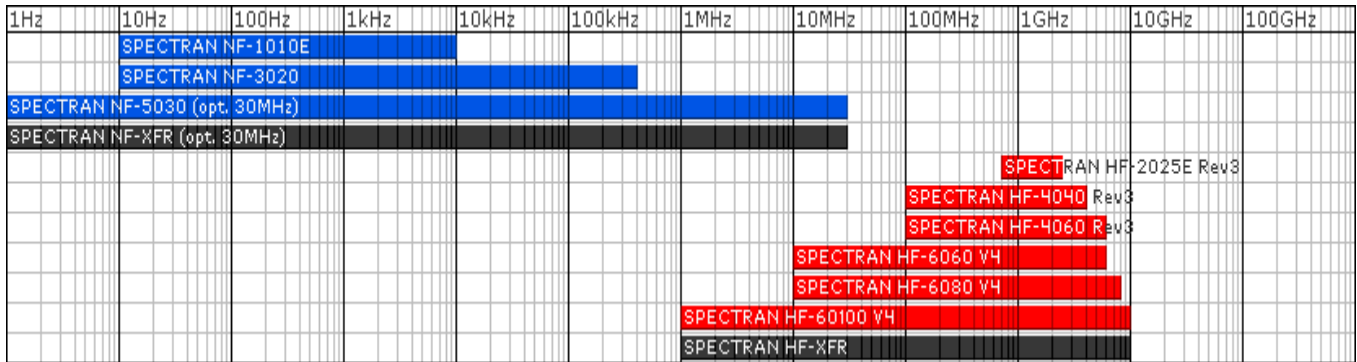 1Hz 10Hz 100Hz 1kHz 10kHz 100kHz 1MHz 10MHz 100MHz 1GHz 10GHz 100GHz
SPECTRAN NF-1010E
SPECTRAN NF-3020
SPECTRAN NF-5030 (opt. 30MHz)
SPECTRAN NF-XFR (opt. 30MHz)
SPECTRAN HF-2025E Rev3
SPECTRAN HF-4040 Rev3
SPECTRAN HF-4060 Rev3
SPECTRAN HF-6060 V4
SPECTRAN HF-6080 V4
SPECTRAN HF-60100 V4
SPECTRAN HF-XFR